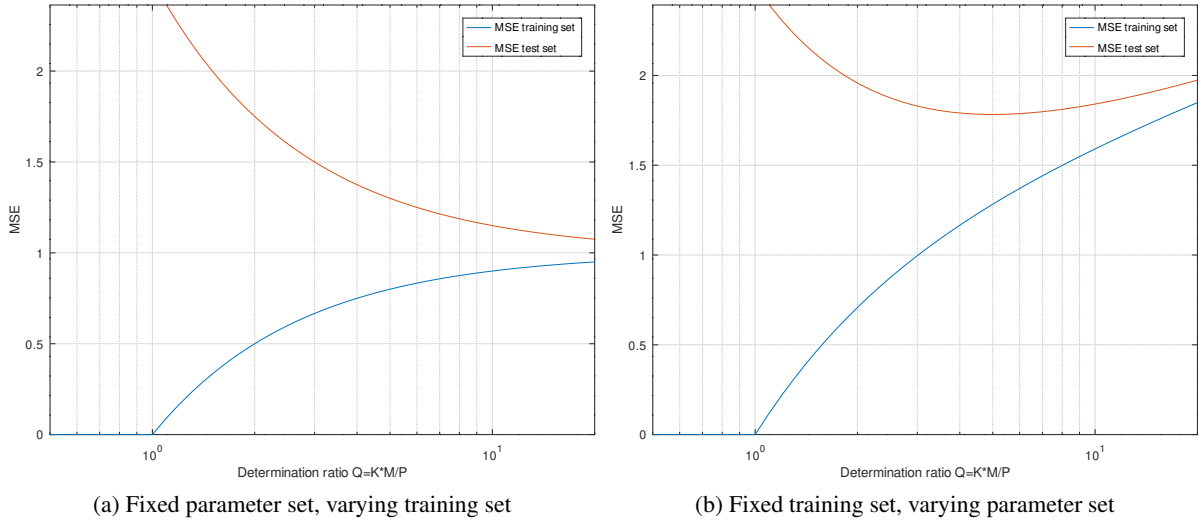 MSE training set
MSE test set
2
1.5
1
0.5
0
MSE
10^0
10^1
Determination ratio Q=K*M/P
(a) Fixed parameter set, varying training set
MSE training set
MSE test set
2
1.5
1
0.5
0
MSE
10^0
10^1
Determination ratio Q=K*M/P
(b) Fixed training set, varying parameter set